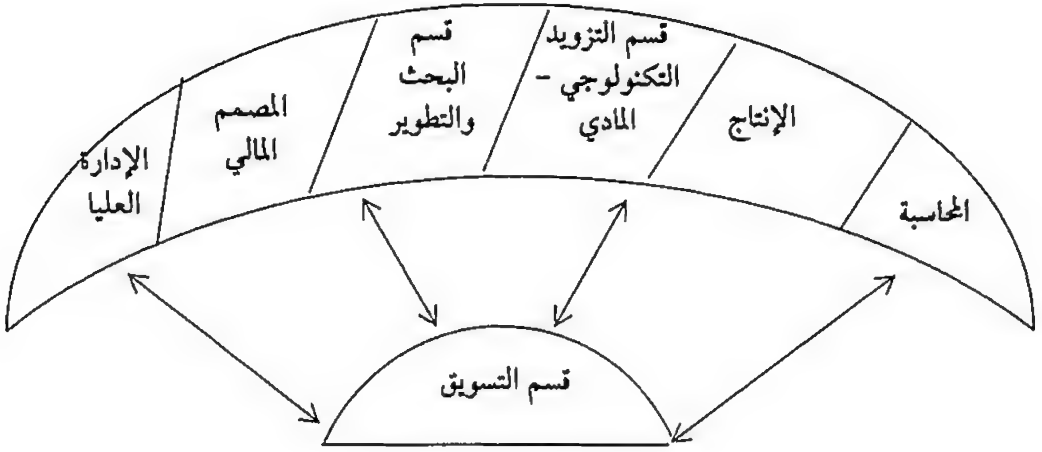 قسم التزويد
التكنولوجي -
المادي
قسم
البحث
والتطوير
المصمم
المالي
الإدارة
العليا
الإنتاج
المحاسبة
قسم التسويق